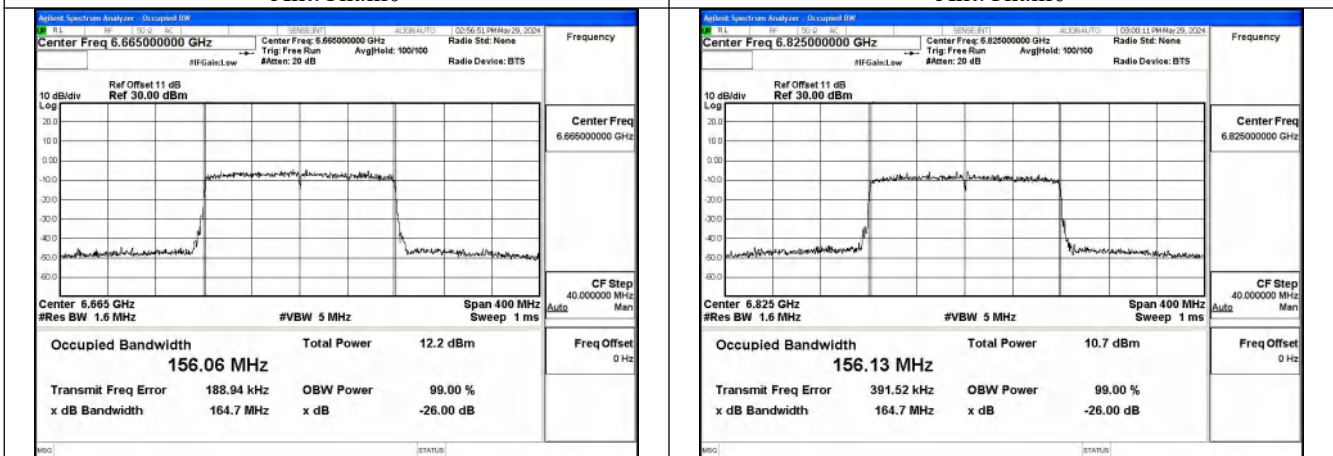 Agilent Spectrum Analyzer - Occupied BW
RL RF 50 Ω AC SENSE:INT ALIGNAUTO 02:56:51 PM May 29, 2024
Center Freq 6.665000000 GHz
Center Freq: 6.665000000 GHz
Radio Std: None
Trig: Free Run Avg|Hold: 100/100
#IFGain:Low #Atten: 20 dB Radio Device: BTS
Frequency
Ref Offset 11 dB
10 dB/div Ref 30.00 dBm
Log
20.0
10.0
0.00
-10.0
-20.0
-30.0
-40.0
-50.0
-60.0
Center Freq
6.665000000 GHz
Center 6.665 GHz Span 400 MHz
#Res BW 1.6 MHz #VBW 5 MHz Sweep 1 ms
CF Step
40.000000 MHz
Auto Man
Occupied Bandwidth Total Power 12.2 dBm
156.06 MHz
Transmit Freq Error 188.94 kHz OBW Power 99.00 %
x dB Bandwidth 164.7 MHz x dB -26.00 dB
Freq Offset
0 Hz
MSG STATUS
Agilent Spectrum Analyzer - Occupied BW
RL RF 50 Ω AC SENSE:INT ALIGNAUTO 03:00:11 PM May 29, 2024
Center Freq 6.825000000 GHz
Center Freq: 6.825000000 GHz
Radio Std: None
Trig: Free Run Avg|Hold: 100/100
#IFGain:Low #Atten: 20 dB Radio Device: BTS
Frequency
Ref Offset 11 dB
10 dB/div Ref 30.00 dBm
Log
20.0
10.0
0.00
-10.0
-20.0
-30.0
-40.0
-50.0
-60.0
Center Freq
6.825000000 GHz
Center 6.825 GHz Span 400 MHz
#Res BW 1.6 MHz #VBW 5 MHz Sweep 1 ms
CF Step
40.000000 MHz
Auto Man
Occupied Bandwidth Total Power 10.7 dBm
156.13 MHz
Transmit Freq Error 391.52 kHz OBW Power 99.00 %
x dB Bandwidth 164.7 MHz x dB -26.00 dB
Freq Offset
0 Hz
MSG STATUS